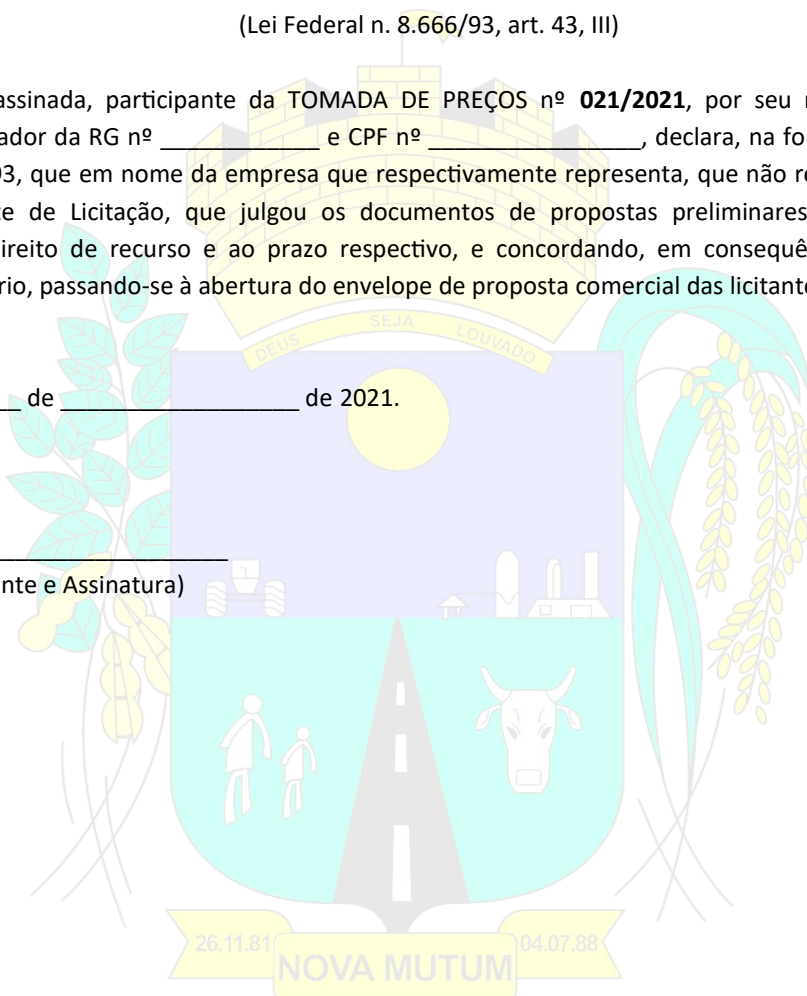 (Lei Federal n. 8.666/93, art. 43, III)
assinada, participante da TOMADA DE PREÇOS nº 021/2021, por seu
ador da RG nº ____________ e CPF nº ________________, declara, na fo
93, que em nome da empresa que respectivamente representa, que não re
te de Licitação, que julgou os documentos de propostas preliminares
ireito de recurso e ao prazo respectivo, e concordando, em consequê
rio, passando-se à abertura do envelope de proposta comercial das licitante
__ de __________________ de 2021.
__________________
nte e Assinatura)
DEUS SEJA LOUVADO
26.11.81 NOVA MUTUM 04.07.88